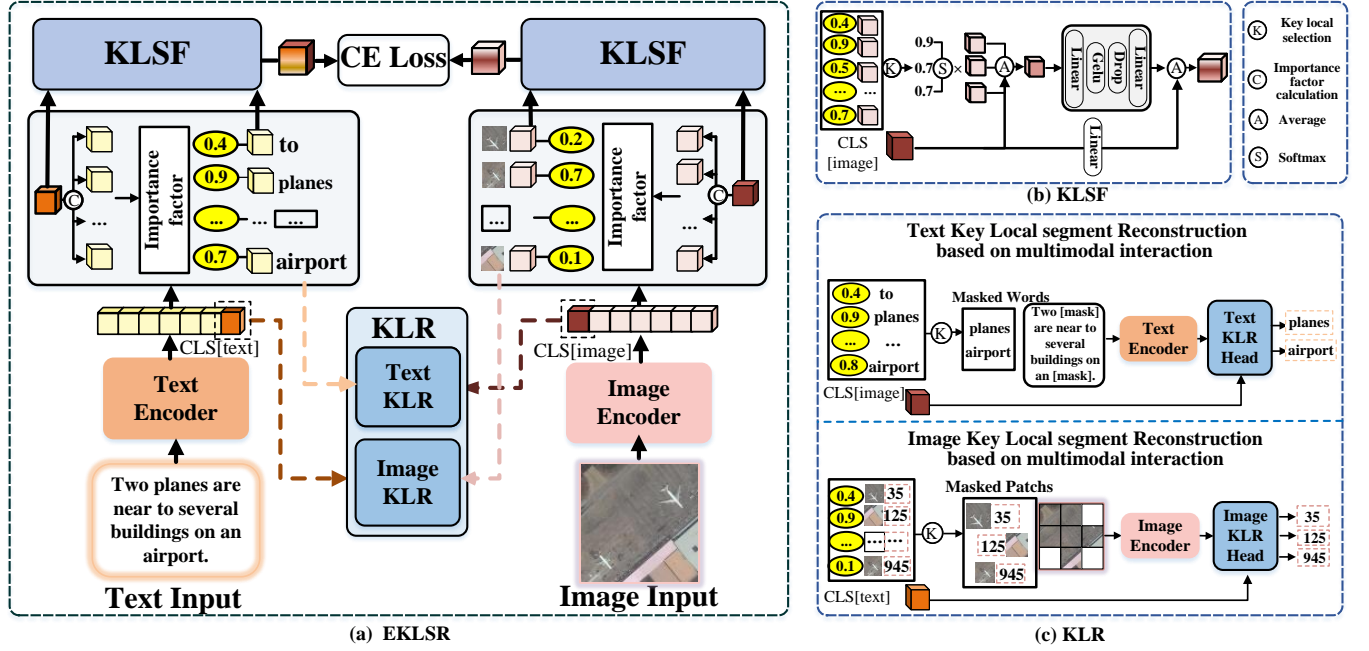 KLSF
CE Loss
KLSF
C
Importance
factor
0.4
to
0.9
planes
...
...
...
...
0.7
airport
0.2
0.7
...
...
0.1
Importance
factor
...
C
CLS[text]
CLS[image]
KLR
Text
KLR
Image
KLR
Text
Encoder
Image
Encoder
Two planes are
near to several
buildings on an
airport.
Text Input
Image Input
(a) EKLSR
0.4
0.9
0.5
...
...
0.7
K
0.9
0.7
0.7
S
×
A
Linear
Gelu
Drop
Linear
A
CLS
[image]
Linear
(b) KLSF
K
Key local
selection
C
Importance
factor
calculation
A
Average
S
Softmax
Text Key Local segment Reconstruction
based on multimodal interaction
0.4
to
0.9
planes
...
...
0.8
airport
K
Masked Words
planes
airport
Two [mask]
are near to
several
buildings on
an [mask].
Text
Encoder
Text
KLR
Head
planes
airport
CLS[image]
Image Key Local segment Reconstruction
based on multimodal interaction
0.4
35
0.9
125
...
...
...
0.1
945
K
Masked Patchs
35
125
945
Image
Encoder
Image
KLR
Head
35
125
945
CLS[text]
(c) KLR